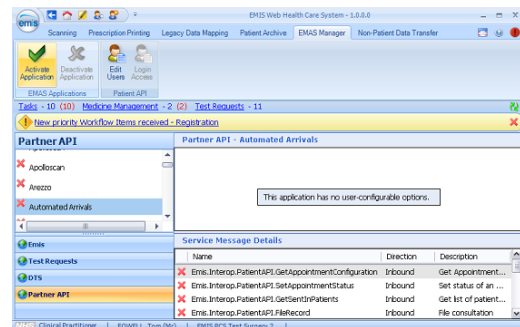 emis
EMIS Web Health Care System - 1.0.0.0
Scanning Prescription Printing Legacy Data Mapping Patient Archive EMAS Manager Non-Patient Data Transfer
Activate Application
Deactivate Application
Edit Users
Login Access
EMAS Applications
Patient API
Tasks - 10 (10) Medicine Management - 2 (2) Test Requests - 11
New priority Workflow Items received - Registration
Partner API
Partner API - Automated Arrivals
Apolloscan
Arezzo
Automated Arrivals
This application has no user-configurable options.
Emis
Test Requests
DTS
Partner API
Service Message Details
Name Direction Description
Emis.Interop.PatientAPI.GetAppointmentConfiguration Inbound Get Appointment...
Emis.Interop.PatientAPI.SetAppointmentStatus Inbound Set status of an ...
Emis.Interop.PatientAPI.GetSentInPatients Inbound Get list of patient...
Emis.Interop.PatientAPI.FileRecord Inbound File consultation
Clinical Practitioner